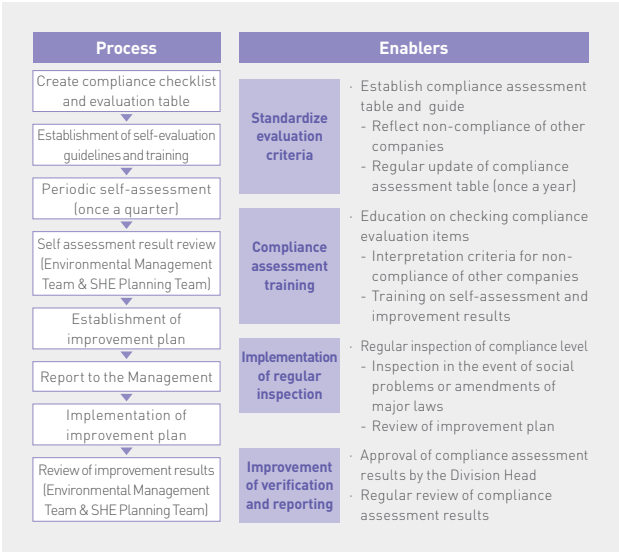 Process
Create compliance checklist
and evaluation table
Establishment of self-evaluation
guidelines and training
Periodic self-assessment
(once a quarter)
Self assessment result review
(Environmental Management
Team & SHE Planning Team)
Establishment of
improvement plan
Report to the Management
Implementation of
improvement plan
Review of improvement results
(Environmental Management
Team & SHE Planning Team)
Enablers
Standardize
evaluation
criteria
· Establish compliance assessment
table and guide
- Reflect non-compliance of other
companies
- Regular update of compliance
assessment table (once a year)
Compliance
assessment
training
· Education on checking compliance
evaluation items
- Interpretation criteria for non-
compliance of other companies
- Training on self-assessment and
improvement results
Implementation
of regular
inspection
· Regular inspection of compliance level
- Inspection in the event of social
problems or amendments of
major laws
- Review of improvement plan
Improvement
of verification
and reporting
· Approval of compliance assessment
results by the Division Head
· Regular review of compliance
assessment results